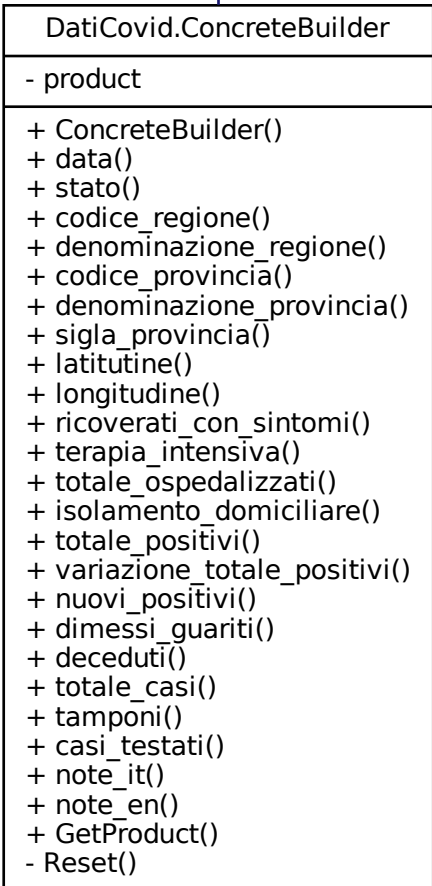 DatiCovid.ConcreteBuilder
- product
+ ConcreteBuilder()
+ data()
+ stato()
+ codice_regione()
+ denominazione_regione()
+ codice_provincia()
+ denominazione_provincia()
+ sigla_provincia()
+ latitutine()
+ longitudine()
+ ricoverati_con_sintomi()
+ terapia_intensiva()
+ totale_ospedalizzati()
+ isolamento_domiciliare()
+ totale_positivi()
+ variazione_totale_positivi()
+ nuovi_positivi()
+ dimessi_guariti()
+ deceduti()
+ totale_casi()
+ tamponi()
+ casi_testati()
+ note_it()
+ note_en()
+ GetProduct()
- Reset()